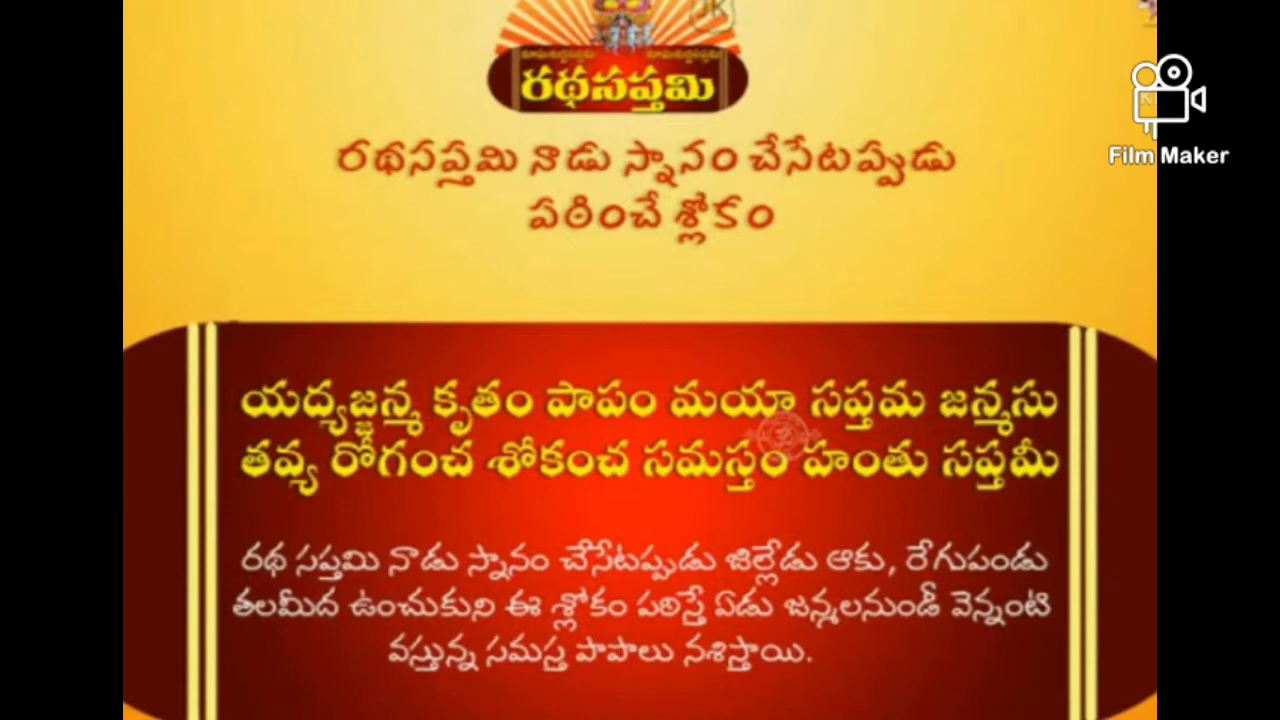 రథసప్తమి
Film Maker
రథసప్తమి నాడు స్నానం చేసేటప్పుడు
పఠించే శ్లోకం
యద్యజ్జన్మ కృతం పాపం మయా సప్తమ జన్మసు
తవ్య రోగంచ శోకంచ సమస్తం హంతు సప్తమీ
రథ సప్తమి నాడు స్నానం చేసేటప్పుడు జిల్లేడు ఆకు, రేగుపండు
తలమీద ఉంచుకుని ఈ శ్లోకం పఠిస్తే ఏడు జన్మలనుండీ వెన్నంటి
వస్తున్న సమస్త పాపాలు నశిస్తాయి.